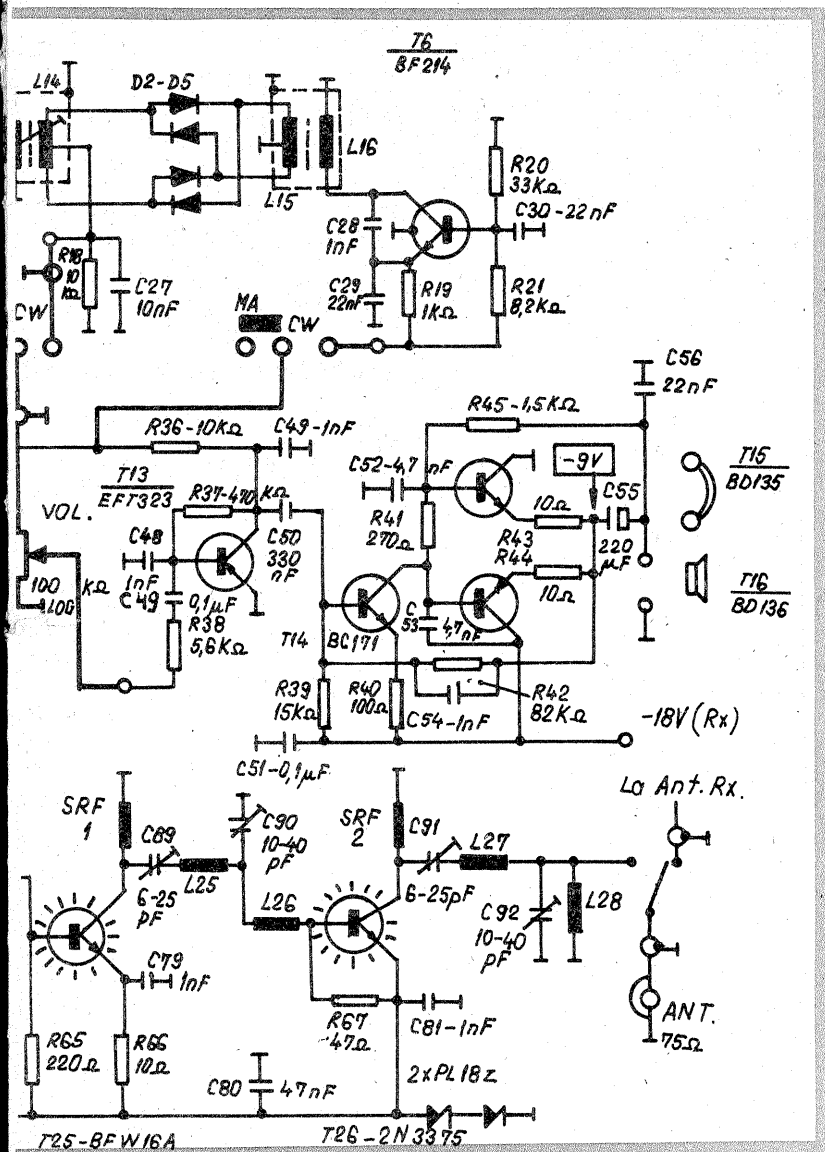 T6
BF214
L14
D2-D5
L16
L15
R20
33KΩ
C30-22nF
C28
1nF
R18
10
KΩ
C27
10nF
C29
22nF
R19
1KΩ
R21
8,2KΩ
CW
MA
CW
C56
22nF
R45-1,5KΩ
R36-10KΩ
C49-1nF
-9V
T15
BD135
T13
EFT323
C52-4,7 nF
R37-470 KΩ
C55
10Ω
VOL.
C48
C50
330
nF
R41
270Ω
R43
R44
220
µF
1nF
C49
0,1µF
100
KΩ
LOG
10Ω
T16
BD136
C
53
4,7nF
R38
5,6KΩ
T14
BC171
R39
15KΩ
R40
100Ω
C54-1nF
R42
82KΩ
-18V (Rx)
C51-0,1µF
La Ant. Rx.
SRF
1
C89
C90
10-40
pF
SRF
2
C91
L27
6-25
pF
L25
6-25pF
L26
C92
10-40
pF
L28
C79
1nF
ANT.
75Ω
R65
220Ω
R66
10Ω
R67
47Ω
C81-1nF
C80
47nF
2xPL18z
T25-BFW16A
T26-2N3375